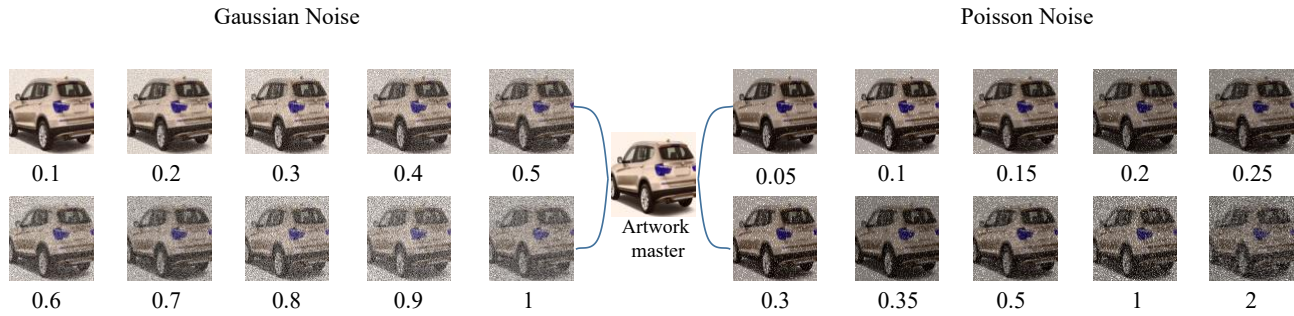 Gaussian Noise
Poisson Noise
0.1 0.2 0.3 0.4 0.5
0.05 0.1 0.15 0.2 0.25
Artwork
master
0.6 0.7 0.8 0.9 1
0.3 0.35 0.5 1 2